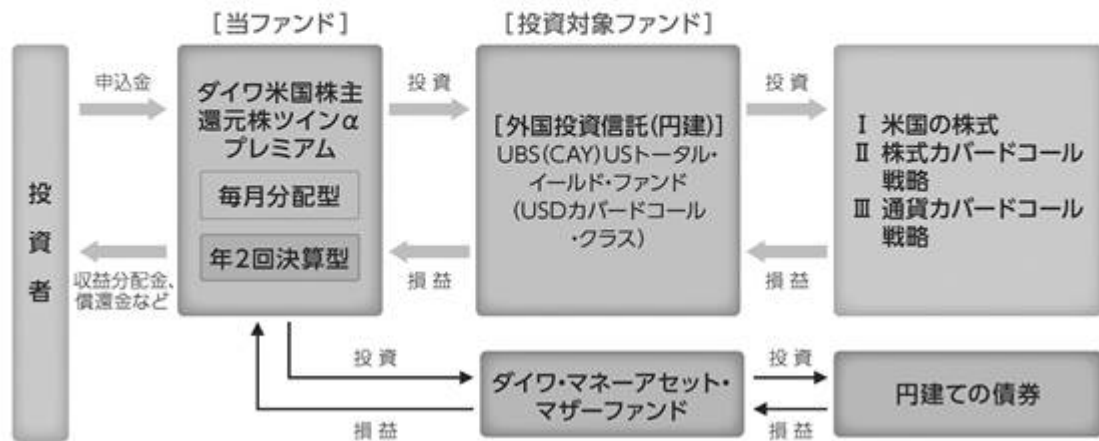 [当ファンド]
[投資対象ファンド]
投資者
申込金
収益分配金、
償還金など
ダイワ米国株主
還元株ツインα
プレミアム
毎月分配型
年2回決算型
投資
損益
[外国投資信託(円建)]
UBS(CAY)USトータル・
イールド・ファンド
(USDカバードコール
・クラス)
投資
損益
Ⅰ 米国の株式
Ⅱ 株式カバードコール
戦略
Ⅲ 通貨カバードコール
戦略
投資
損益
ダイワ・マネーアセット・
マザーファンド
投資
損益
円建ての債券